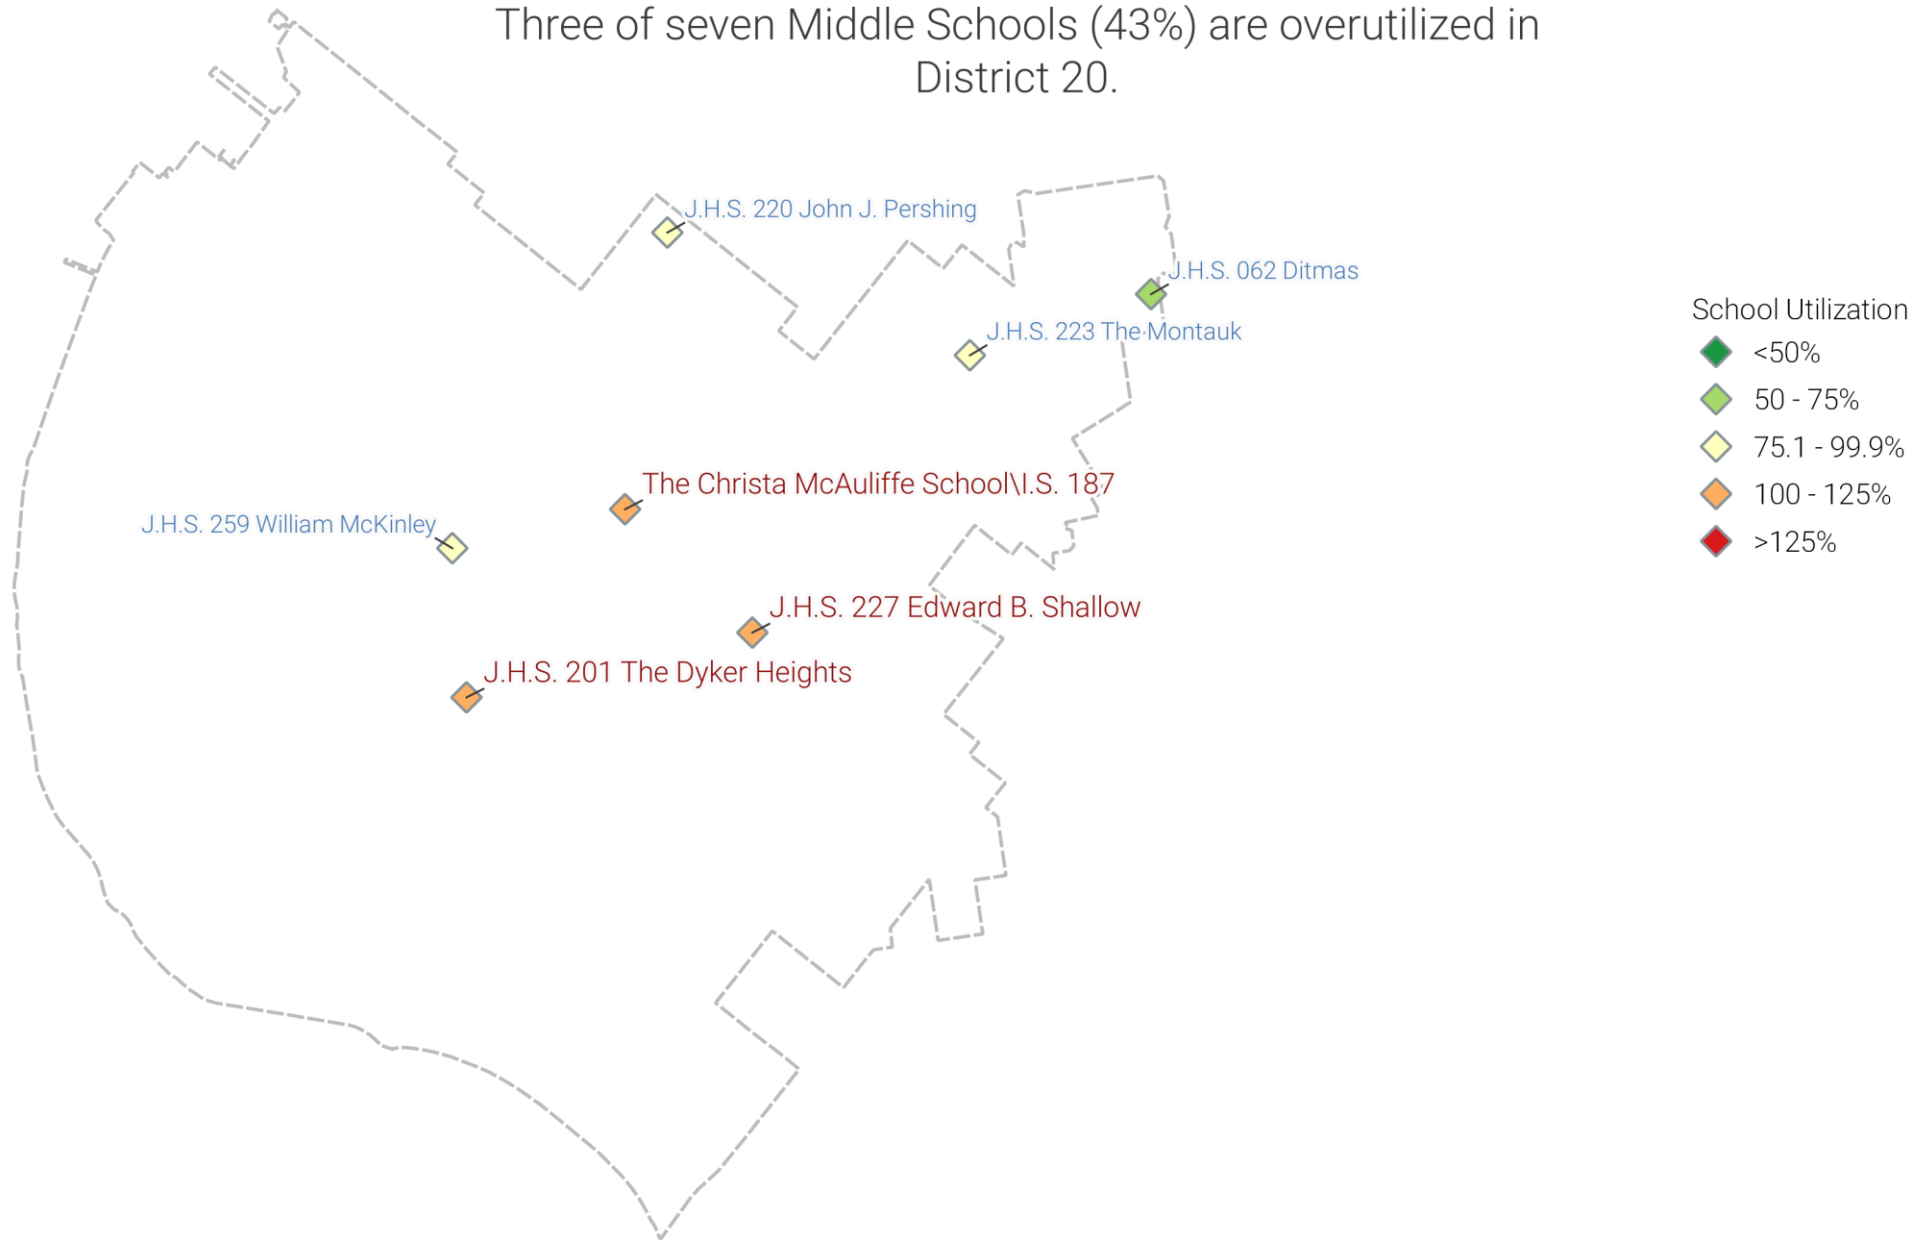 Three of seven Middle Schools (43%) are overutilized in
District 20.
J.H.S. 220 John J. Pershing
J.H.S. 062 Ditmas
J.H.S. 223 The Montauk
The Christa McAuliffe School\I.S. 187
J.H.S. 259 William McKinley
J.H.S. 227 Edward B. Shallow
J.H.S. 201 The Dyker Heights
School Utilization
<50%
50 - 75%
75.1 - 99.9%
100 - 125%
>125%